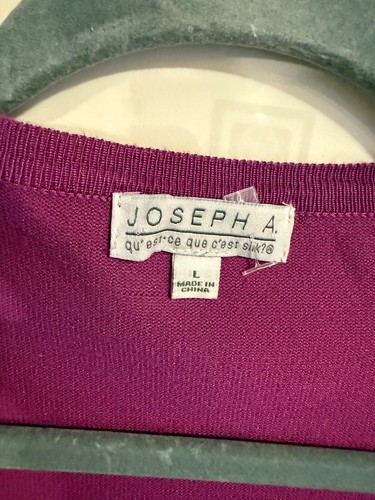 JOSEPH A.
qu'est·ce que c'est silk?®
L
MADE IN
CHINA